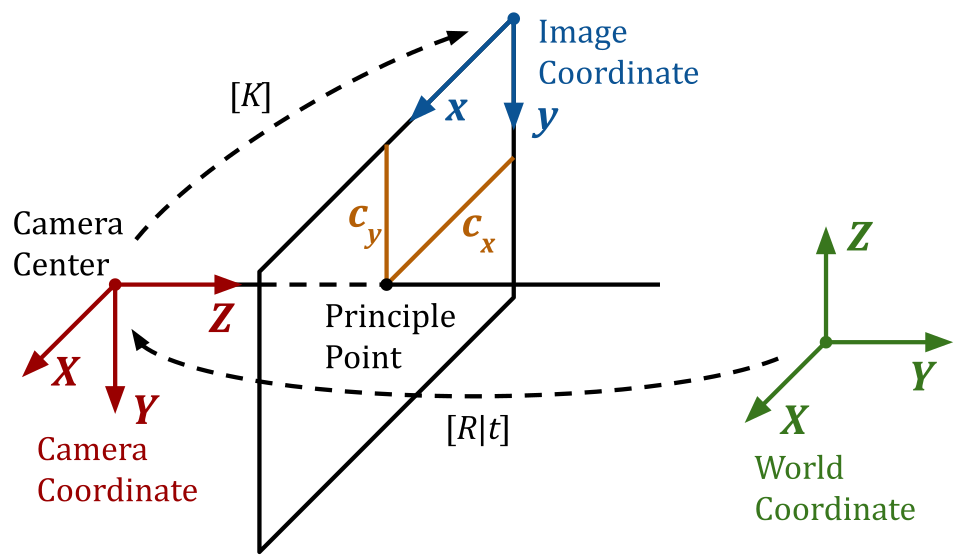 Image
Coordinate
x
y
[K]
Camera
Center
c_y
c_x
Z
X
Y
Principle
Point
Z
Y
X
[R|t]
Camera
Coordinate
World
Coordinate